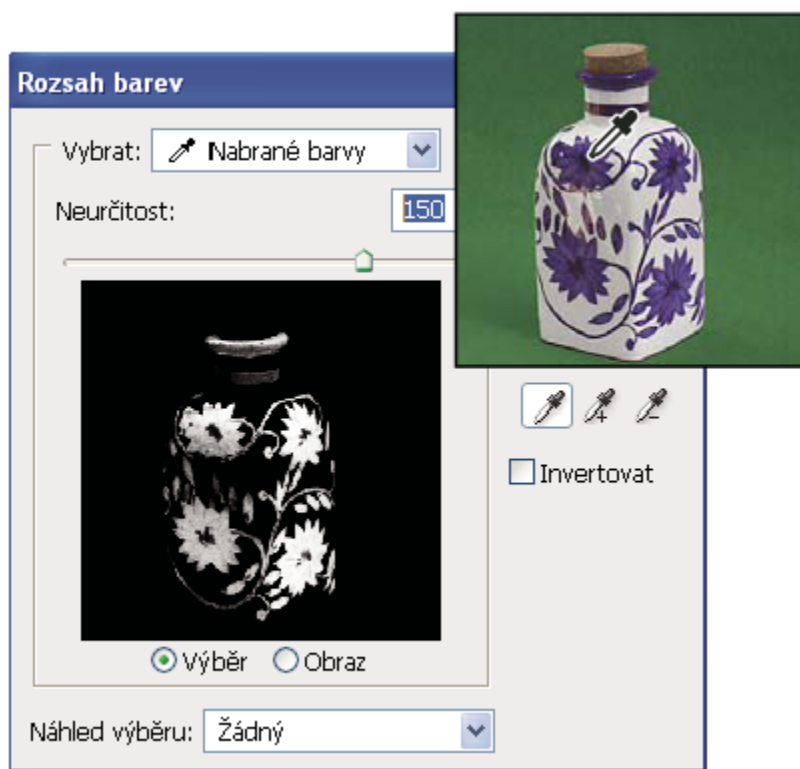 Rozsah barev
Vybrat: Nabrané barvy
Neurčitost: 150
Invertovat
Výběr Obraz
Náhled výběru: Žádný